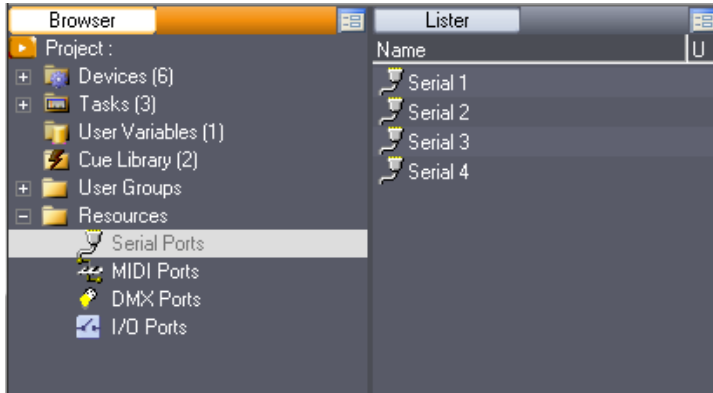 Browser
Project :
Devices (6)
Tasks (3)
User Variables (1)
Cue Library (2)
User Groups
Resources
Serial Ports
MIDI Ports
DMX Ports
I/O Ports
Lister
Name U
Serial 1
Serial 2
Serial 3
Serial 4